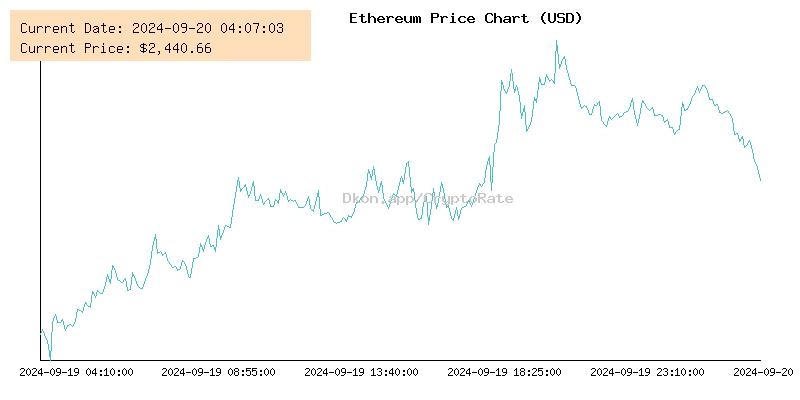 Ethereum Price Chart (USD)
Current Date: 2024-09-20 04:07:03
Current Price: $2,440.66
Dkon.app/CryptoRate
2024-09-19 04:10:00 2024-09-19 08:55:00 2024-09-19 13:40:00 2024-09-19 18:25:00 2024-09-19 23:10:00 2024-09-20